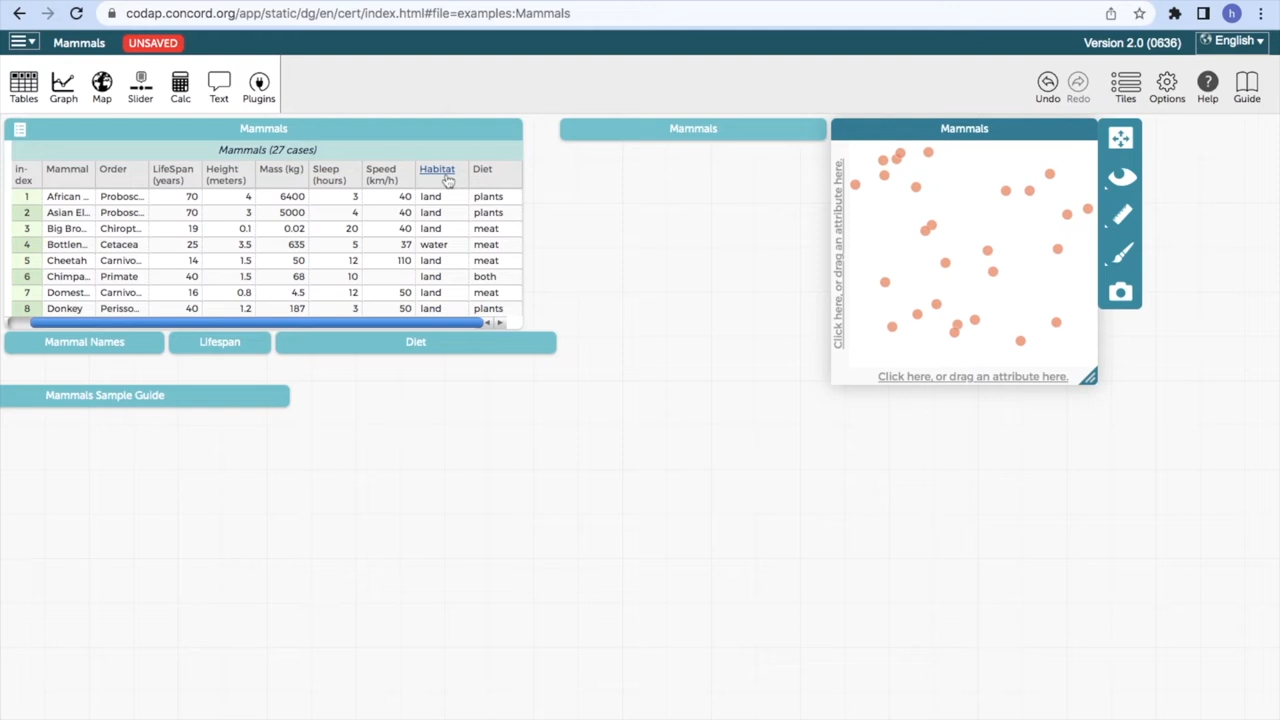 codap.concord.org/app/static/dg/en/cert/index.html#file=examples:Mammals
h
Mammals UNSAVED Version 2.0 (0636) English
Tables Graph Map Slider Calc Text Plugins Undo Redo Tiles Options Help Guide
Mammals
Mammals (27 cases)
in-dex Mammal Order LifeSpan (years) Height (meters) Mass (kg) Sleep (hours) Speed (km/h) Habitat Diet
1 African ... Probosc... 70 4 6400 3 40 land plants
2 Asian El... Probosc... 70 3 5000 4 40 land plants
3 Big Bro... Chiropt... 19 0.1 0.02 20 40 land meat
4 Bottlen... Cetacea 25 3.5 635 5 37 water meat
5 Cheetah Carnivo... 14 1.5 50 12 110 land meat
6 Chimpa... Primate 40 1.5 68 10 land both
7 Domest... Carnivo... 16 0.8 4.5 12 50 land meat
8 Donkey Perisso... 40 1.2 187 3 50 land plants
Mammal Names Lifespan Diet
Mammals Sample Guide
Mammals
Mammals
Click here, or drag an attribute here.
Click here, or drag an attribute here.